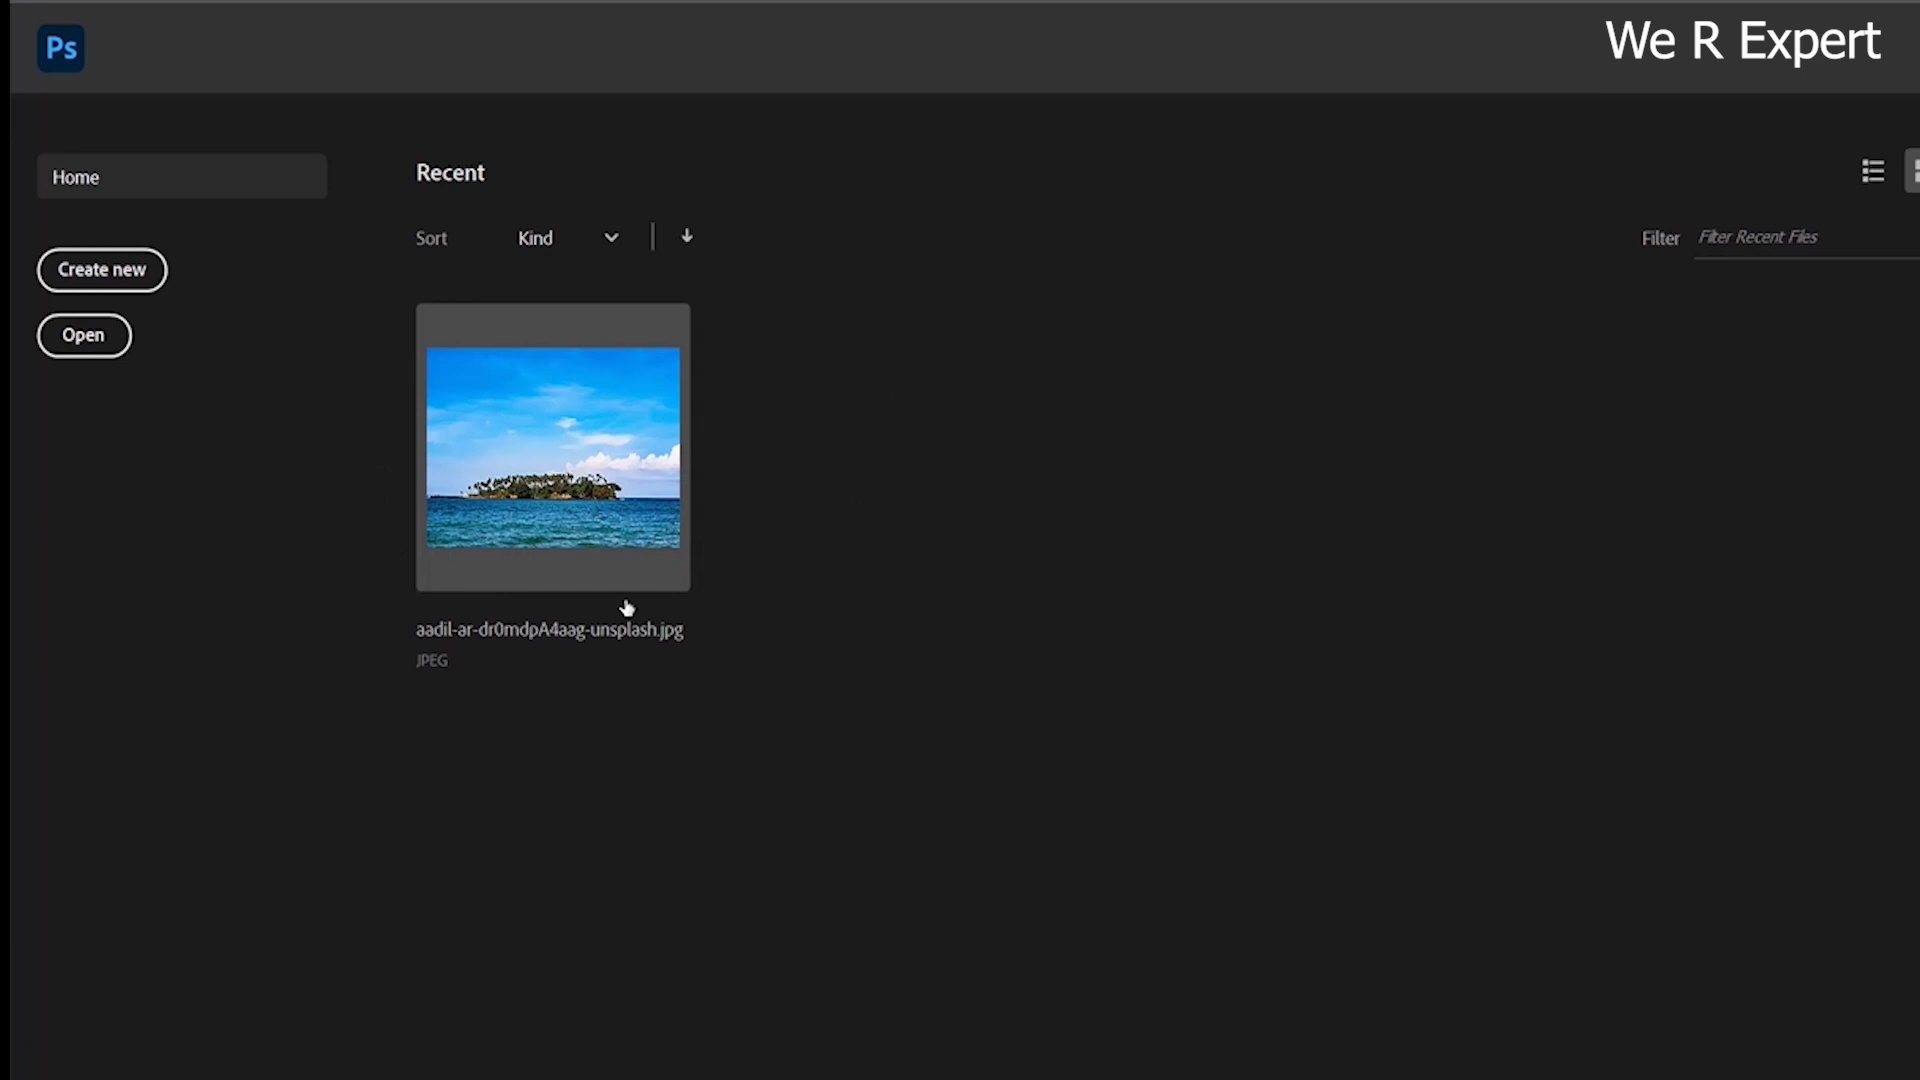 Ps
We R Expert
Home
Recent
Sort Kind
Filter Filter Recent Files
Create new
Open
aadil-ar-dr0mdpA4aag-unsplash.jpg
JPEG